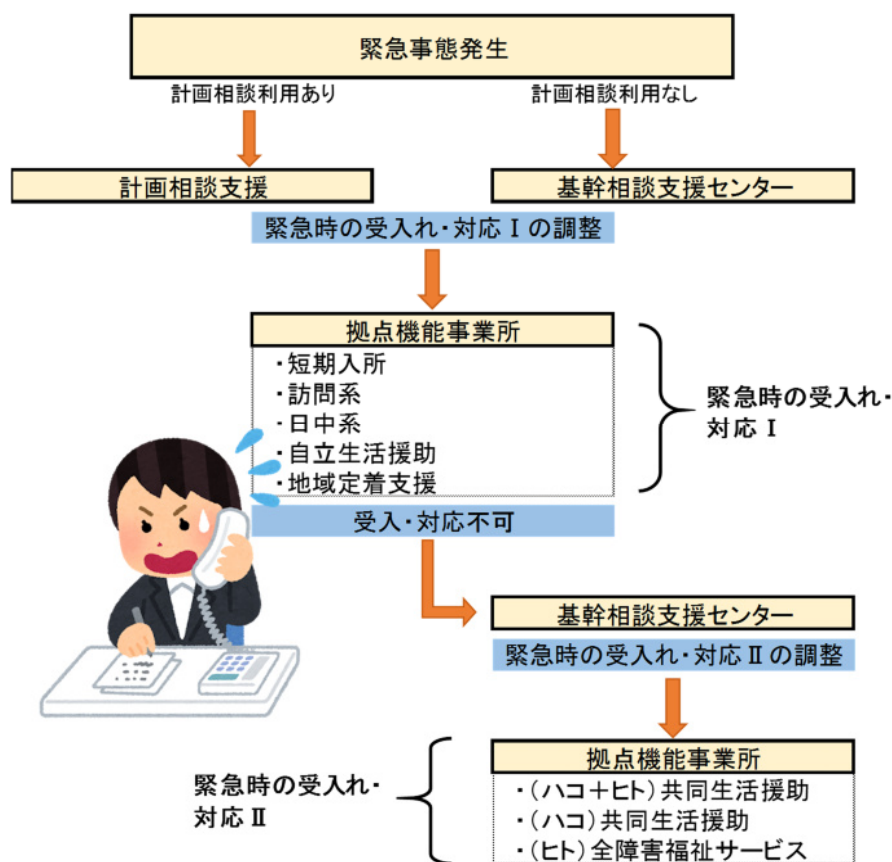 緊急事態発生
計画相談利用あり
計画相談利用なし
計画相談支援
基幹相談支援センター
緊急時の受入れ・対応Ⅰの調整
拠点機能事業所
・短期入所
・訪問系
・日中系
・自立生活援助
・地域定着支援
緊急時の受入れ・
対応Ⅰ
受入・対応不可
基幹相談支援センター
緊急時の受入れ・対応Ⅱの調整
拠点機能事業所
・(ハコ+ヒト)共同生活援助
・(ハコ)共同生活援助
・(ヒト)全障害福祉サービス
緊急時の受入れ・
対応Ⅱ